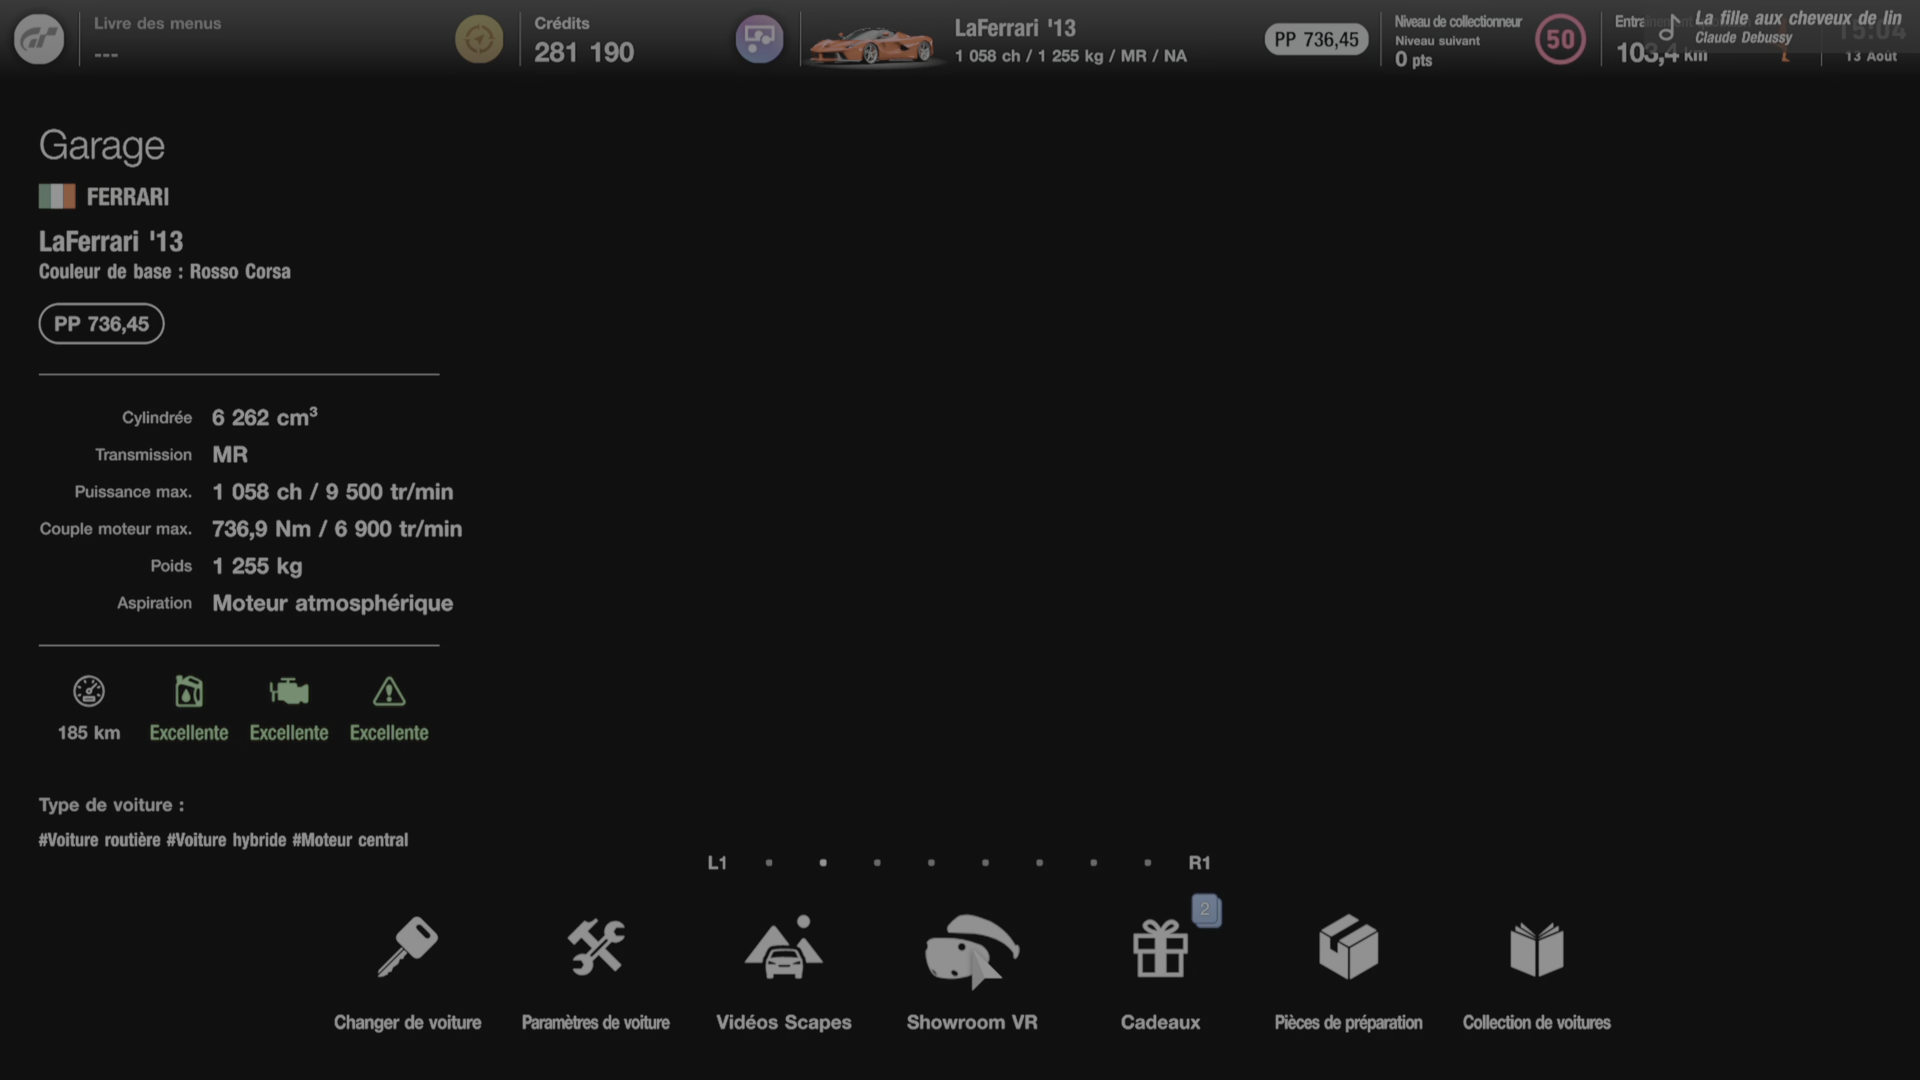 Livre des menus
---
Crédits
281 190
LaFerrari '13
1 058 ch / 1 255 kg / MR / NA
PP 736,45
Niveau de collectionneur
Niveau suivant
0 pts
50
103,4 km
La fille aux cheveux de lin
Claude Debussy
15:04
13 Août
Garage
FERRARI
LaFerrari '13
Couleur de base : Rosso Corsa
PP 736,45
Cylindrée 6 262 cm³
Transmission MR
Puissance max. 1 058 ch / 9 500 tr/min
Couple moteur max. 736,9 Nm / 6 900 tr/min
Poids 1 255 kg
Aspiration Moteur atmosphérique
185 km Excellente Excellente Excellente
Type de voiture :
#Voiture routière #Voiture hybride #Moteur central
L1 R1
2
Changer de voiture Paramètres de voiture Vidéos Scapes Showroom VR Cadeaux Pièces de préparation Collection de voitures